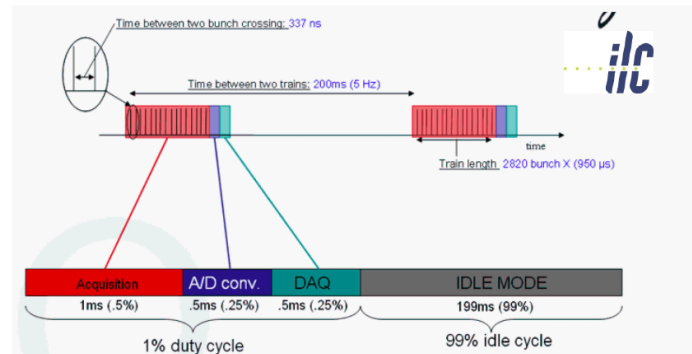 Time between two bunch crossing: 337 ns
ilc
Time between two trains: 200ms (5 Hz)
time
Train length 2820 bunch X (950 µs)
Acquisition A/D conv. DAQ IDLE MODE
1ms (.5%) .5ms (.25%) .5ms (.25%) 199ms (99%)
1% duty cycle 99% idle cycle